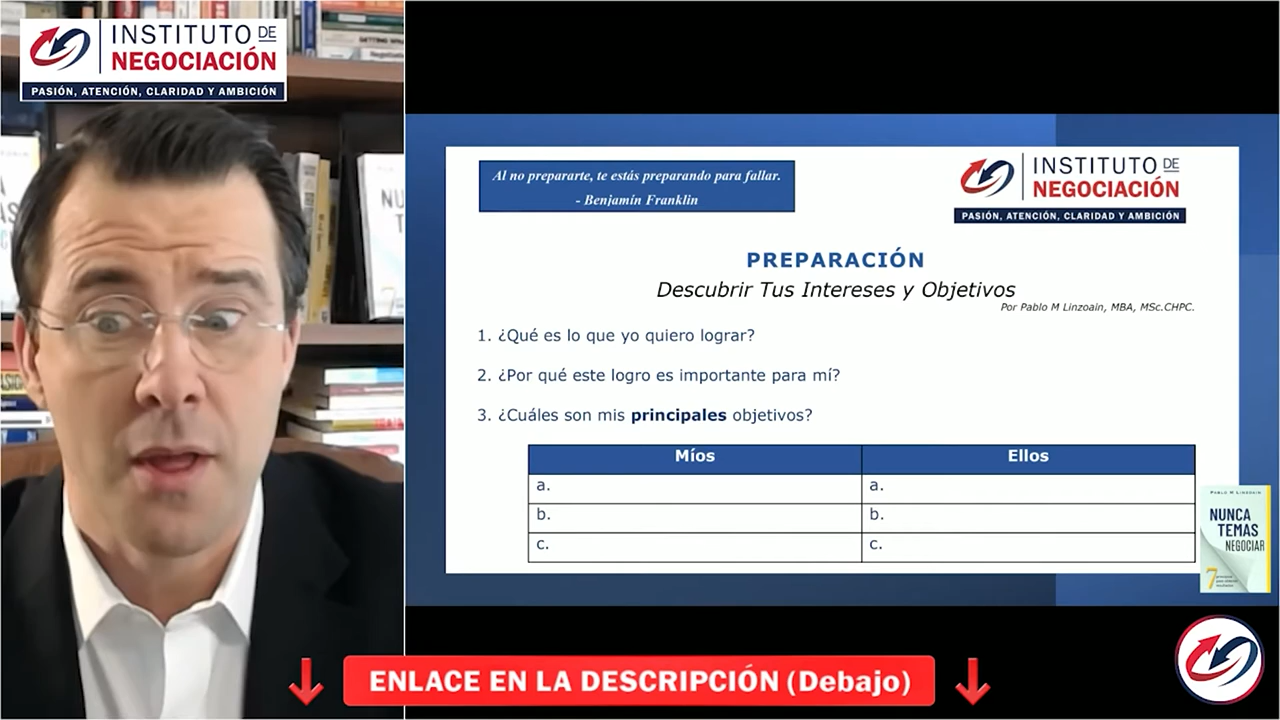 INSTITUTO DE
NEGOCIACIÓN
PASIÓN, ATENCIÓN, CLARIDAD Y AMBICIÓN
Al no prepararte, te estás preparando para fallar.
- Benjamín Franklin
INSTITUTO DE
NEGOCIACIÓN
PASIÓN, ATENCIÓN, CLARIDAD Y AMBICIÓN
PREPARACIÓN
Descubrir Tus Intereses y Objetivos
Por Pablo M Linzoain, MBA, MSc.CHPC.
1. ¿Qué es lo que yo quiero lograr?
2. ¿Por qué este logro es importante para mí?
3. ¿Cuáles son mis principales objetivos?
Míos Ellos
a. a.
b. b.
c. c.
PABLO M LINZOAIN
NUNCA
TEMAS
NEGOCIAR
7
ENLACE EN LA DESCRIPCIÓN (Debajo)